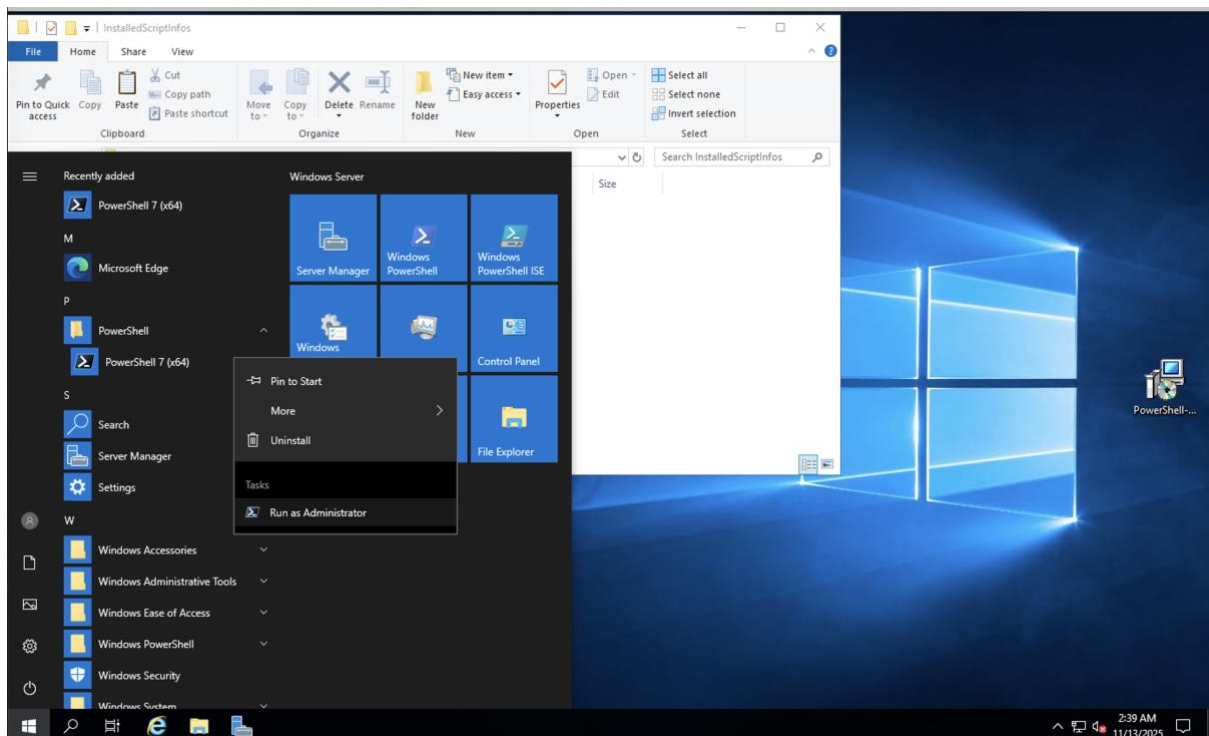 InstalledScriptInfos
File Home Share View
Pin to Quick access
Copy
Paste
Cut
Copy path
Paste shortcut
Clipboard
Move to
Copy to
Delete
Rename
Organize
New folder
New item
Easy access
New
Properties
Open
Edit
Open
Select all
Select none
Invert selection
Select
Search InstalledScriptInfos
Size
Recently added
PowerShell 7 (x64)
M
Microsoft Edge
P
PowerShell
PowerShell 7 (x64)
S
Search
Server Manager
Settings
W
Windows Accessories
Windows Administrative Tools
Windows Ease of Access
Windows PowerShell
Windows Security
Windows System
Windows Server
Server Manager
Windows PowerShell
Windows PowerShell ISE
Windows
Control Panel
File Explorer
Pin to Start
More
Uninstall
Tasks
Run as Administrator
PowerShell-...
2:39 AM
11/13/2025